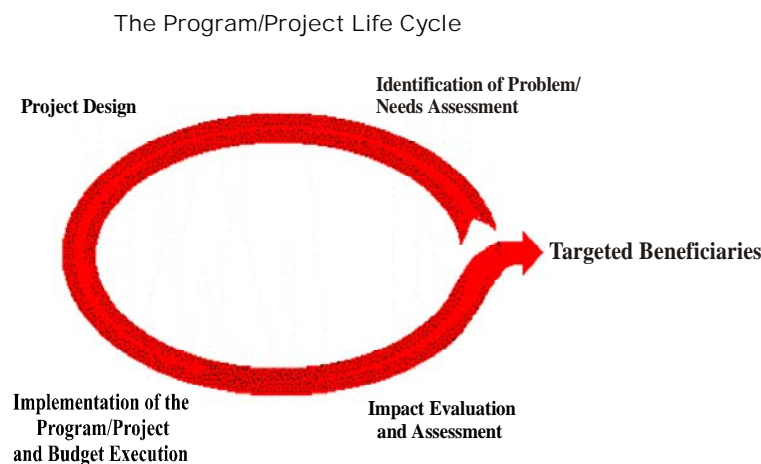 The Program/Project Life Cycle
Identification of Problem/
Needs Assessment
Project Design
Targeted Beneficiaries
Implementation of the
Program/Project
and Budget Execution
Impact Evaluation
and Assessment